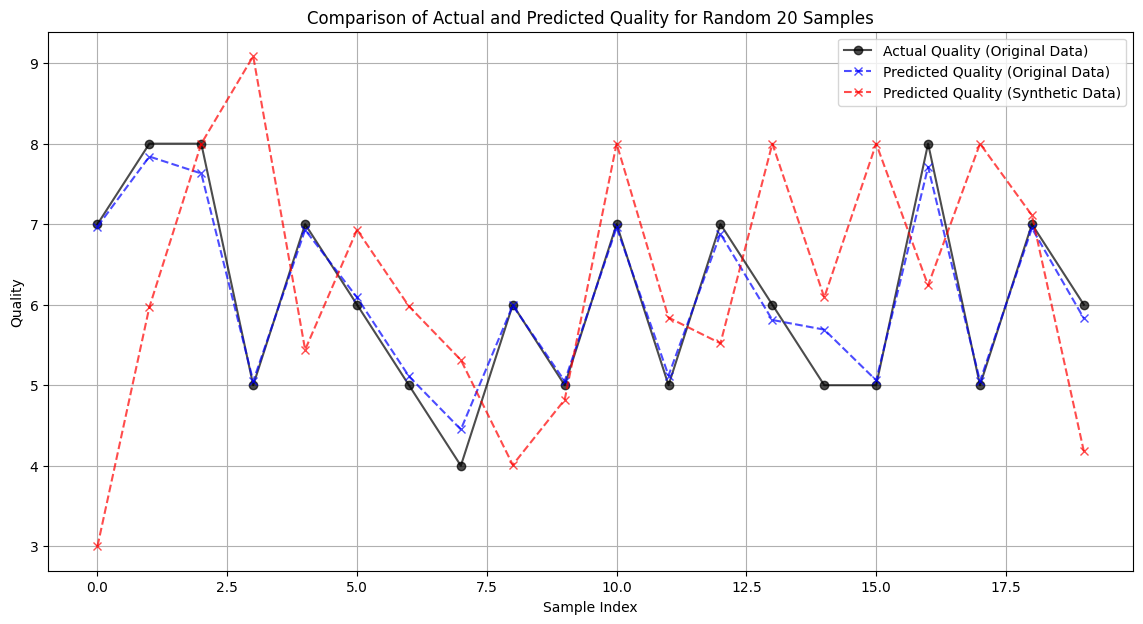 Comparison of Actual and Predicted Quality for Random 20 Samples
Actual Quality (Original Data)
Predicted Quality (Original Data)
Predicted Quality (Synthetic Data)
Quality
9
8
7
6
5
4
3
0.0
2.5
5.0
7.5
10.0
12.5
15.0
17.5
Sample Index